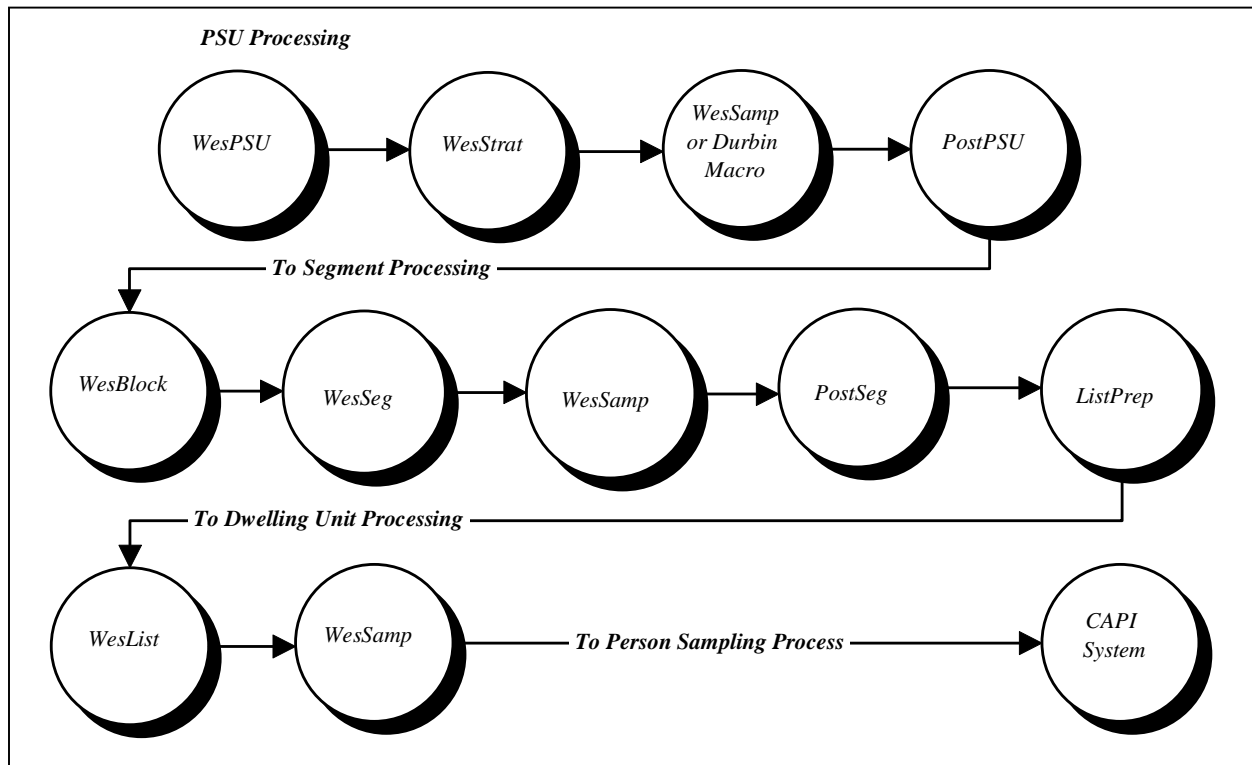 PSU Processing
WesPSU
WesStrat
WesSamp
or Durbin
Macro
PostPSU
To Segment Processing
WesBlock
WesSeg
WesSamp
PostSeg
ListPrep
To Dwelling Unit Processing
WesList
WesSamp
To Person Sampling Process
CAPI
System